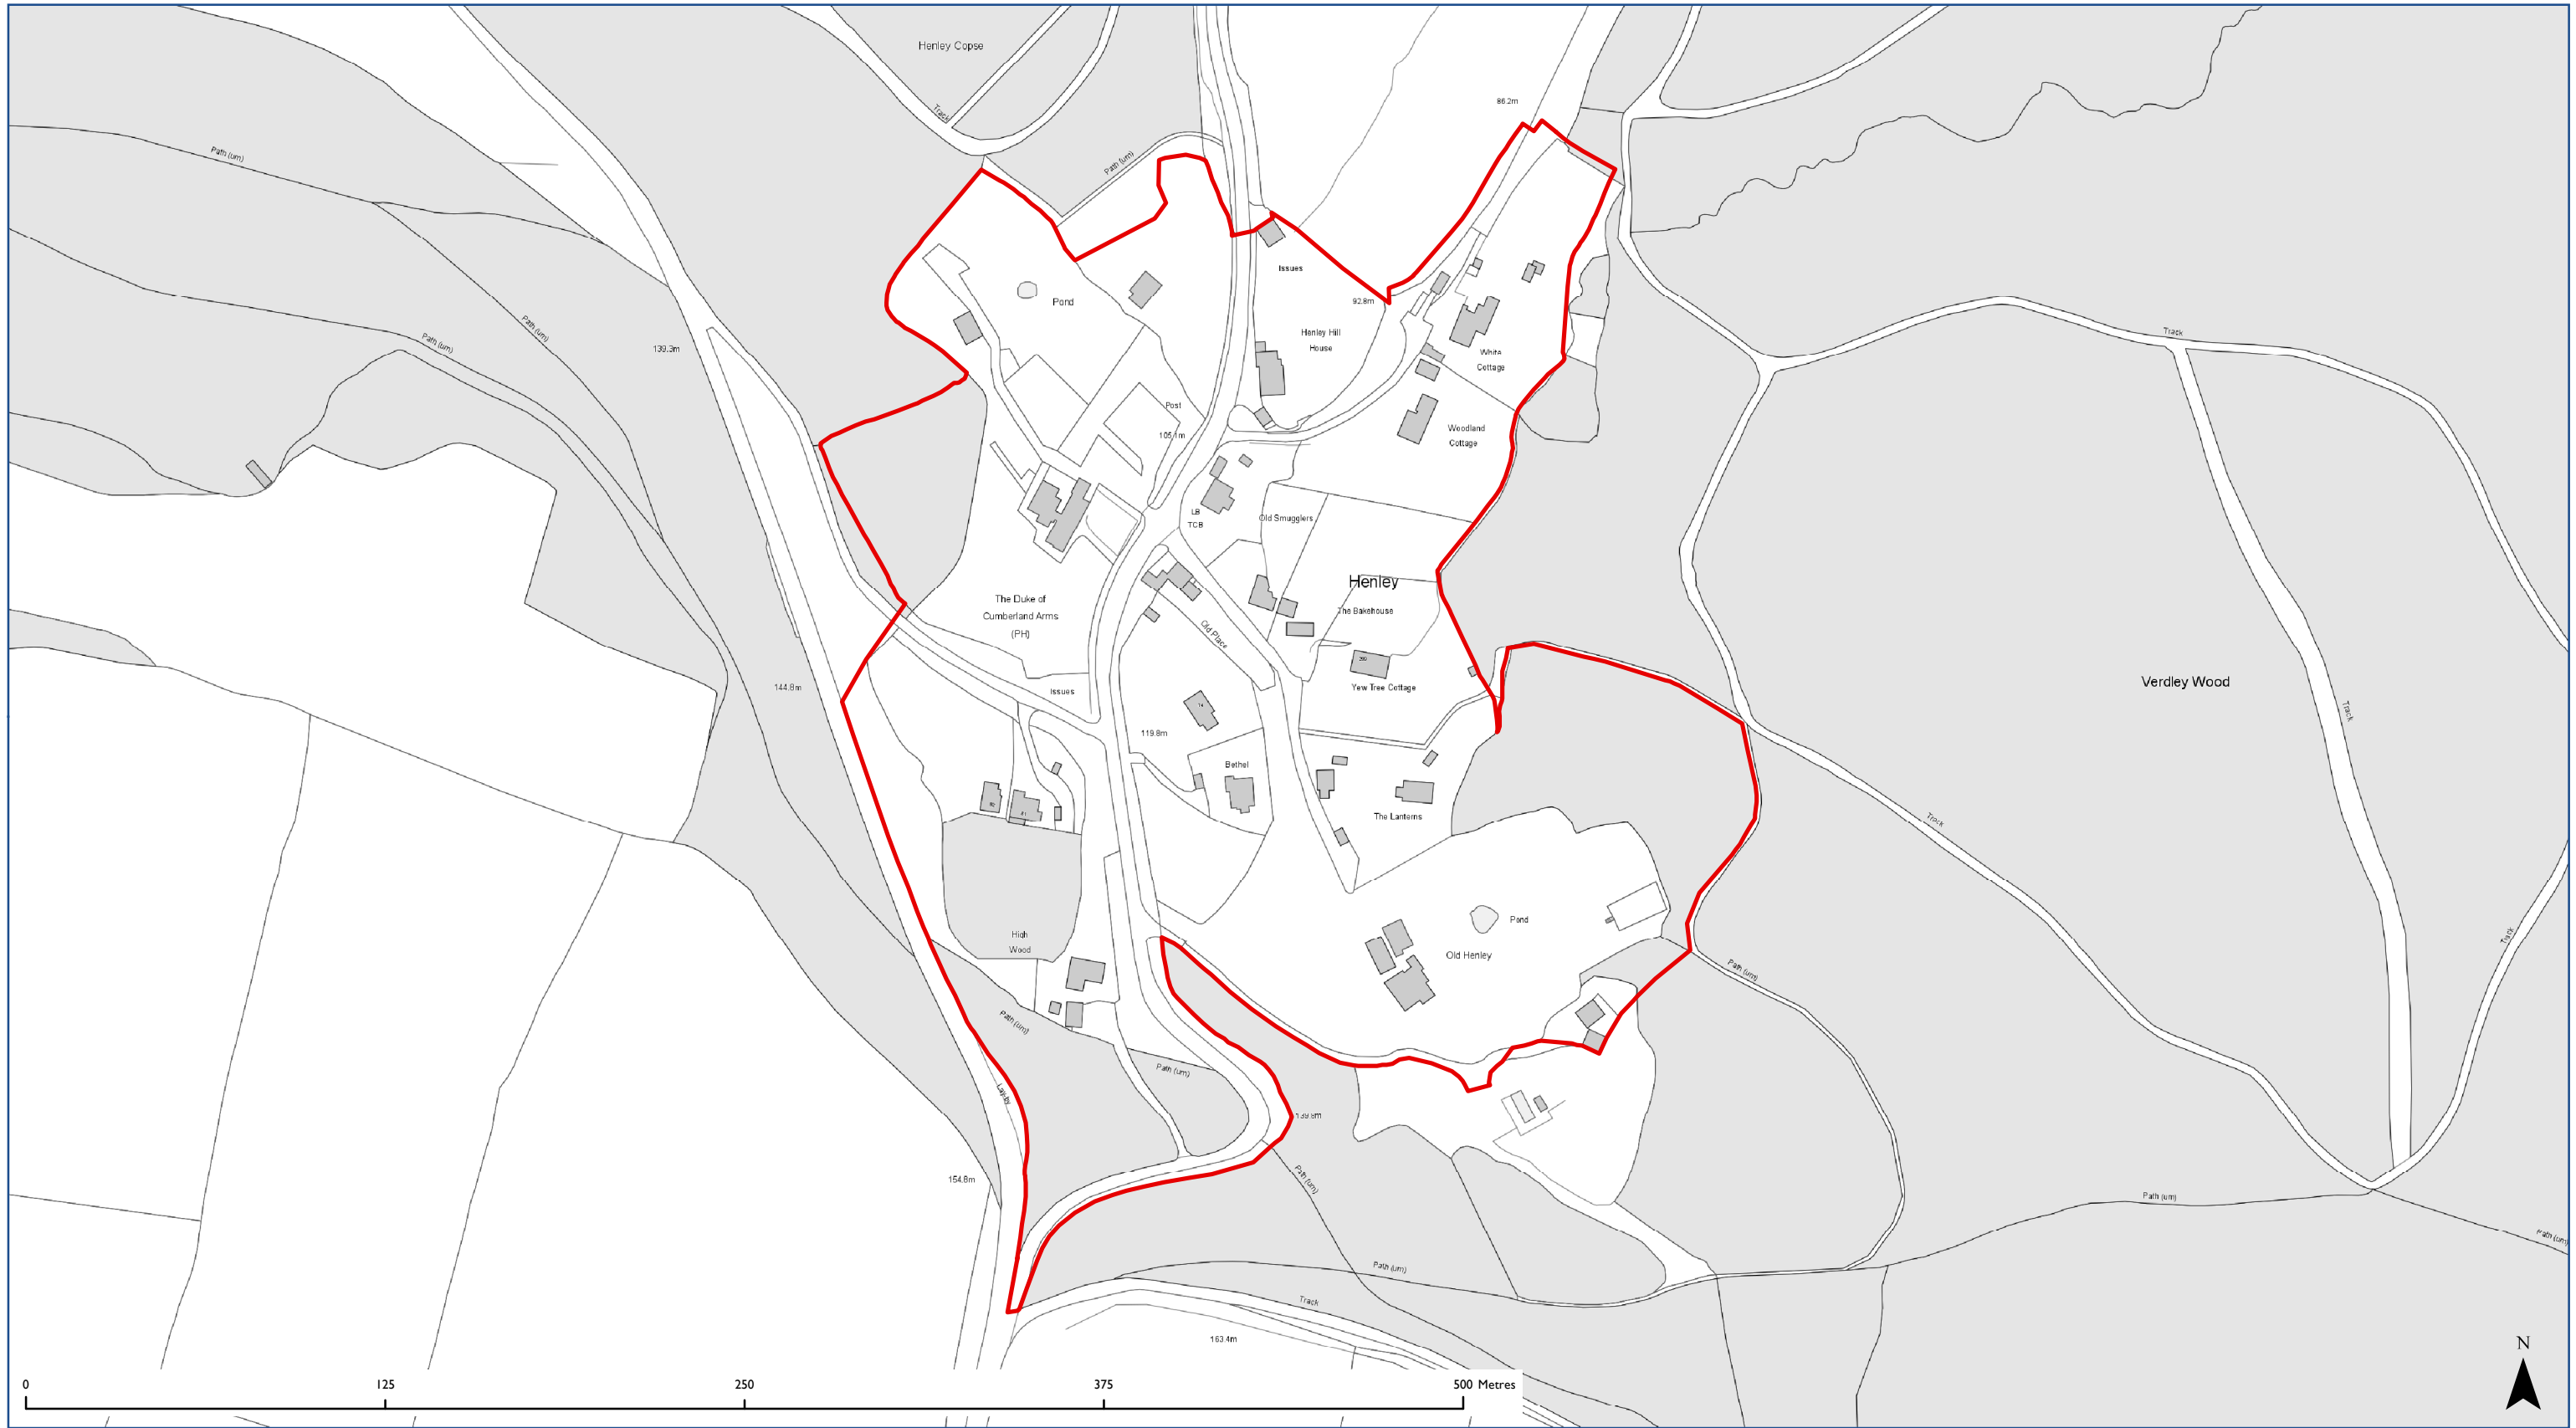 Henley Copse
Track
86.2m
Path (um)
Path (um)
Issues
Pond
92.8m
Path (um)
Path (um)
139.3m
Henley Hill
House
Track
White
Cottage
Post
105.1m
Woodland
Cottage
LB
TCB
Old Smugglers
Henley
The Duke of
Cumberland Arms
(PH)
The Bakehouse
Old Place
Yew Tree Cottage
Verdley Wood
144.8m
Issues
Track
119.8m
Bethel
The Lanterns
Track
High
Wood
Pond
Old Henley
Path (um)
Track
Path (um)
Path (um)
Lay-by
139.6m
154.8m
Path (um)
Path (um)
Path (um)
Path (um)
Track
163.4m
N
0 125 250 375 500 Metres